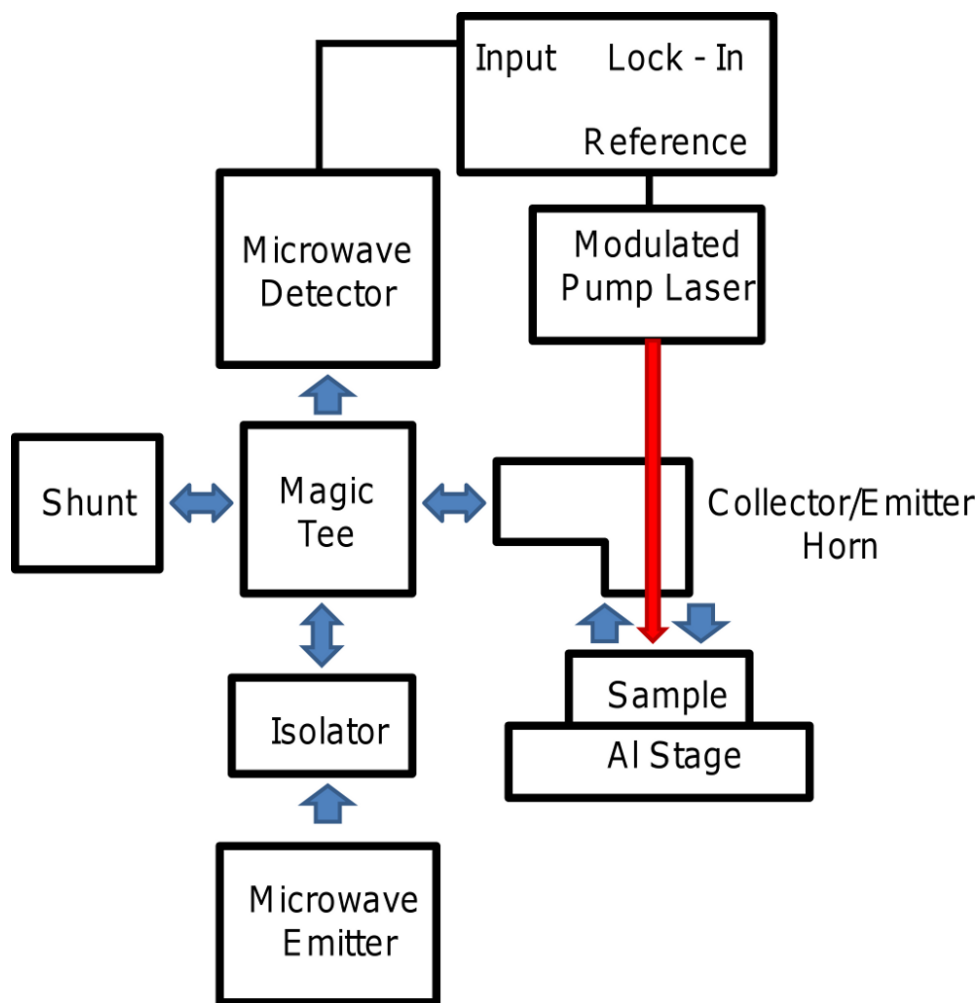 Input Lock - In
Reference
Microwave
Detector
Modulated
Pump Laser
Shunt
Magic
Tee
Collector/Emitter
Horn
Isolator
Sample
Al Stage
Microwave
Emitter